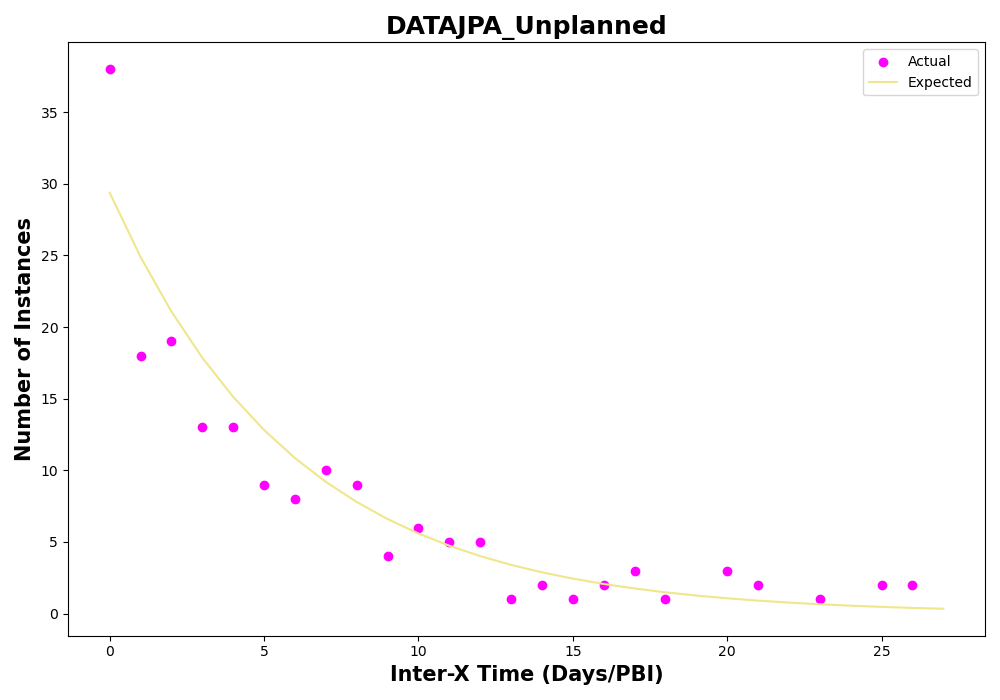 DATAJPA_Unplanned
Actual
Expected
Number of Instances
35
30
25
20
15
10
5
0
0 5 10 15 20 25
Inter-X Time (Days/PBI)